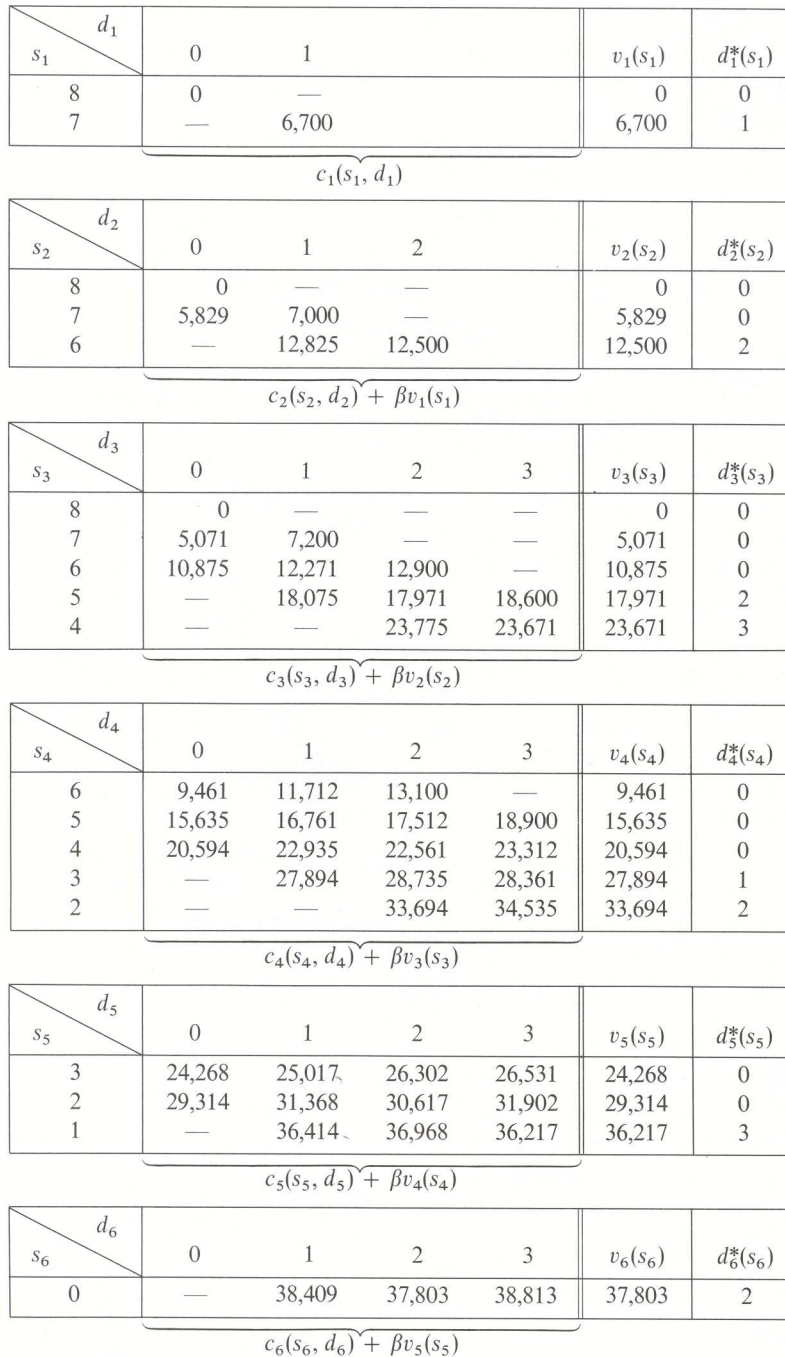 d₁
s₁ 0 1 v₁(s₁) d₁*(s₁)
8 0 — 0 0
7 — 6,700 6,700 1
c₁(s₁, d₁)
d₂
s₂ 0 1 2 v₂(s₂) d₂*(s₂)
8 0 — — 0 0
7 5,829 7,000 — 5,829 0
6 — 12,825 12,500 12,500 2
c₂(s₂, d₂) + βv₁(s₁)
d₃
s₃ 0 1 2 3 v₃(s₃) d₃*(s₃)
8 0 — — — 0 0
7 5,071 7,200 — — 5,071 0
6 10,875 12,271 12,900 — 10,875 0
5 — 18,075 17,971 18,600 17,971 2
4 — — 23,775 23,671 23,671 3
c₃(s₃, d₃) + βv₂(s₂)
d₄
s₄ 0 1 2 3 v₄(s₄) d₄*(s₄)
6 9,461 11,712 13,100 — 9,461 0
5 15,635 16,761 17,512 18,900 15,635 0
4 20,594 22,935 22,561 23,312 20,594 0
3 — 27,894 28,735 28,361 27,894 1
2 — — 33,694 34,535 33,694 2
c₄(s₄, d₄) + βv₃(s₃)
d₅
s₅ 0 1 2 3 v₅(s₅) d₅*(s₅)
3 24,268 25,017 26,302 26,531 24,268 0
2 29,314 31,368 30,617 31,902 29,314 0
1 — 36,414 36,968 36,217 36,217 3
c₅(s₅, d₅) + βv₄(s₄)
d₆
s₆ 0 1 2 3 v₆(s₆) d₆*(s₆)
0 — 38,409 37,803 38,813 37,803 2
c₆(s₆, d₆) + βv₅(s₅)